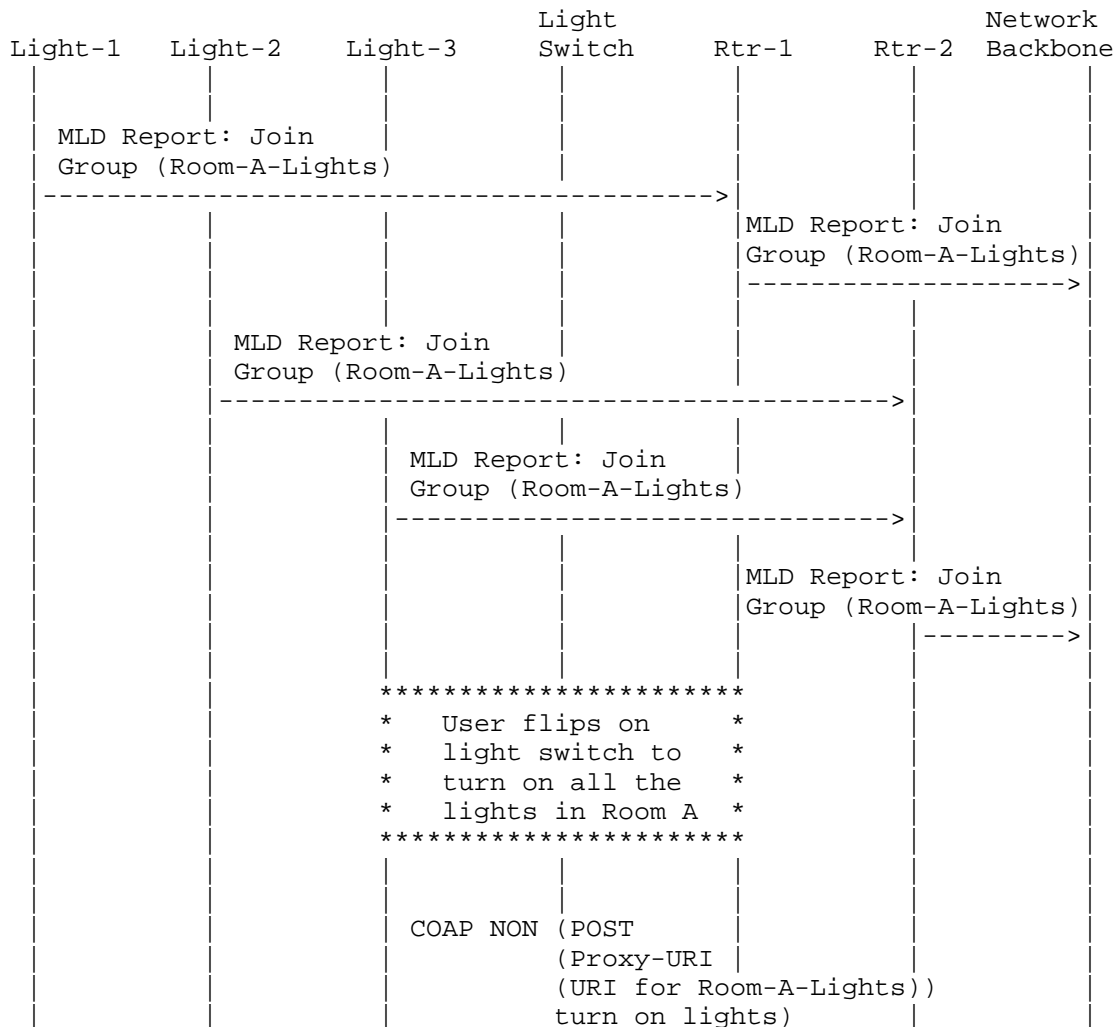 Light Network
Light-1 Light-2 Light-3 Switch Rtr-1 Rtr-2 Backbone
MLD Report: Join
Group (Room-A-Lights)
MLD Report: Join
Group (Room-A-Lights)
MLD Report: Join
Group (Room-A-Lights)
MLD Report: Join
Group (Room-A-Lights)
MLD Report: Join
Group (Room-A-Lights)
***********************
* User flips on *
* light switch to *
* turn on all the *
* lights in Room A *
***********************
COAP NON (POST
(Proxy-URI
(URI for Room-A-Lights))
turn on lights)